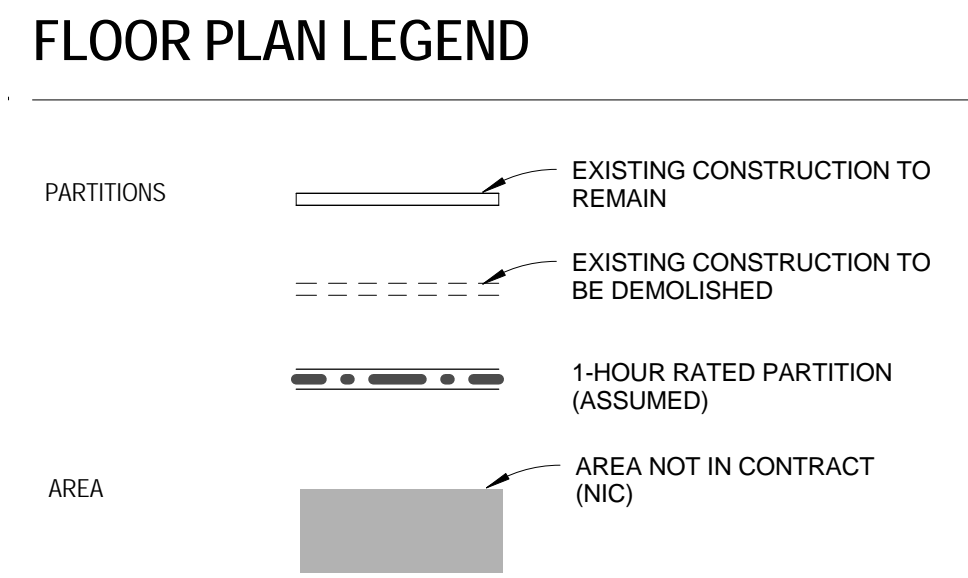 FLOOR PLAN LEGEND
PARTITIONS
EXISTING CONSTRUCTION TO
REMAIN
EXISTING CONSTRUCTION TO
BE DEMOLISHED
1-HOUR RATED PARTITION
(ASSUMED)
AREA
AREA NOT IN CONTRACT
(NIC)